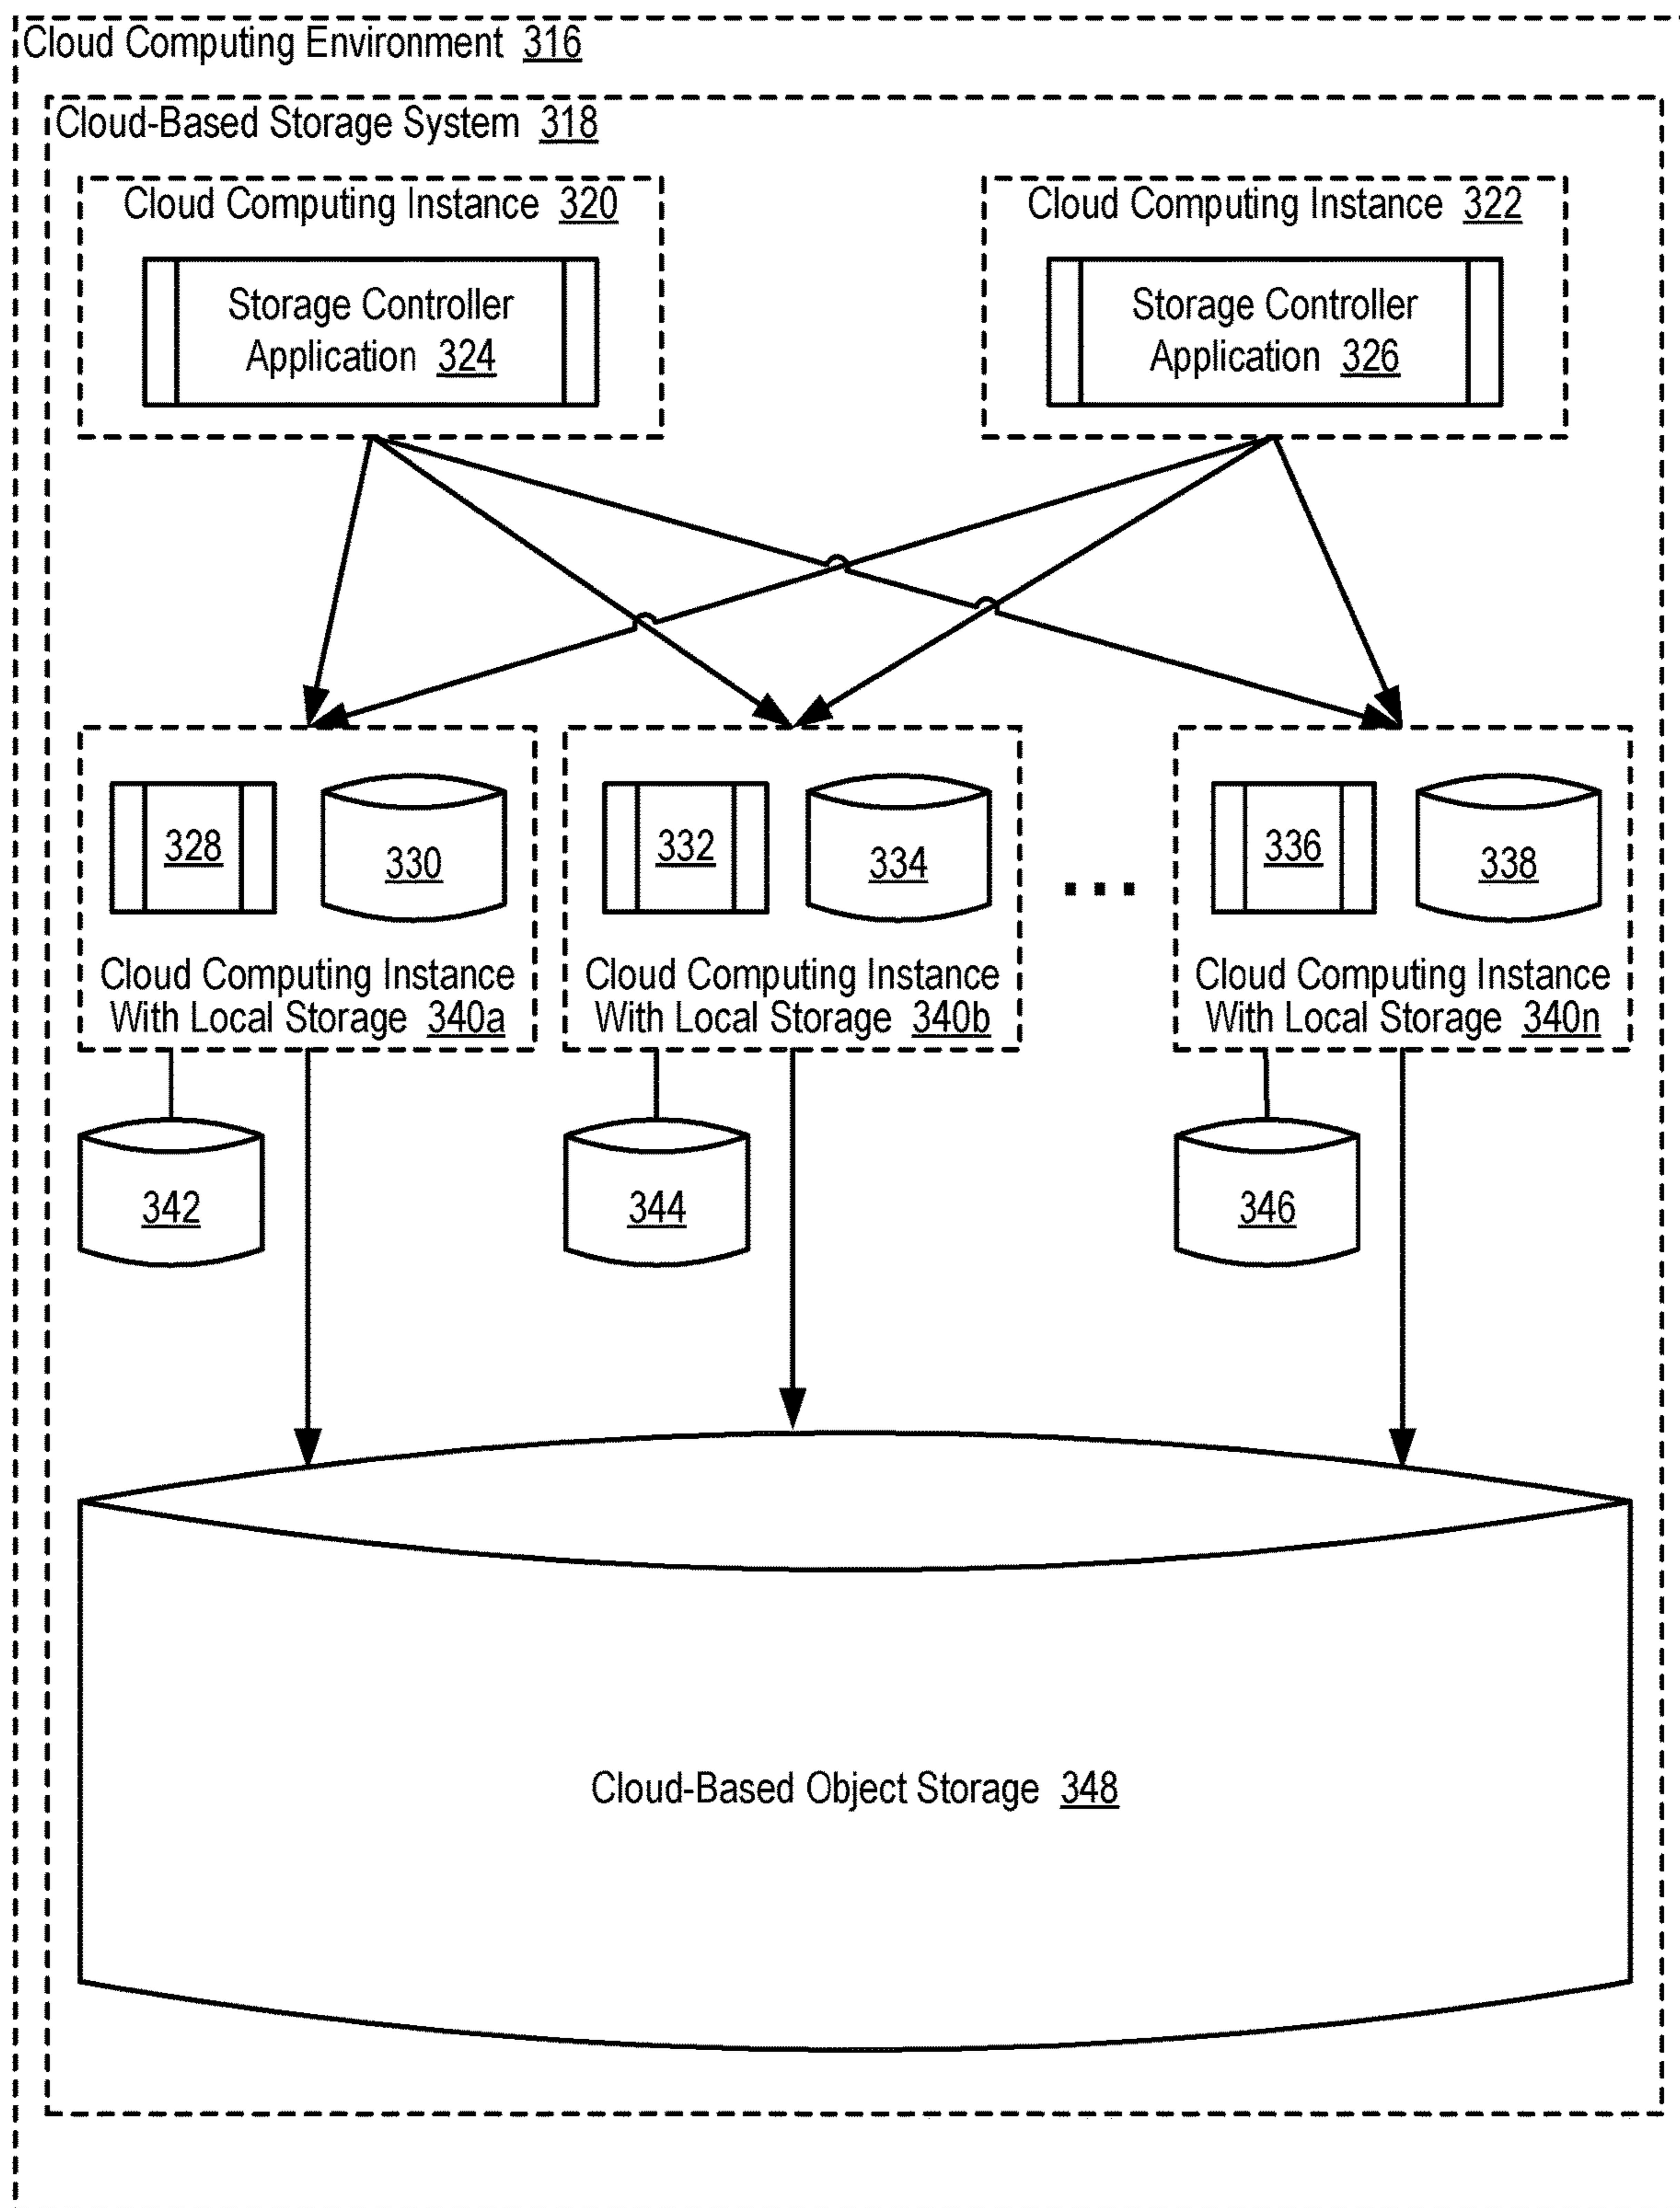 Cloud Computing Environment 316
Cloud-Based Storage System 318
Cloud Computing Instance 320
Storage Controller
Application 324
Cloud Computing Instance 322
Storage Controller
Application 326
328
330
Cloud Computing Instance
With Local Storage 340a
332
334
Cloud Computing Instance
With Local Storage 340b
...
336
338
Cloud Computing Instance
With Local Storage 340n
342
344
346
Cloud-Based Object Storage 348